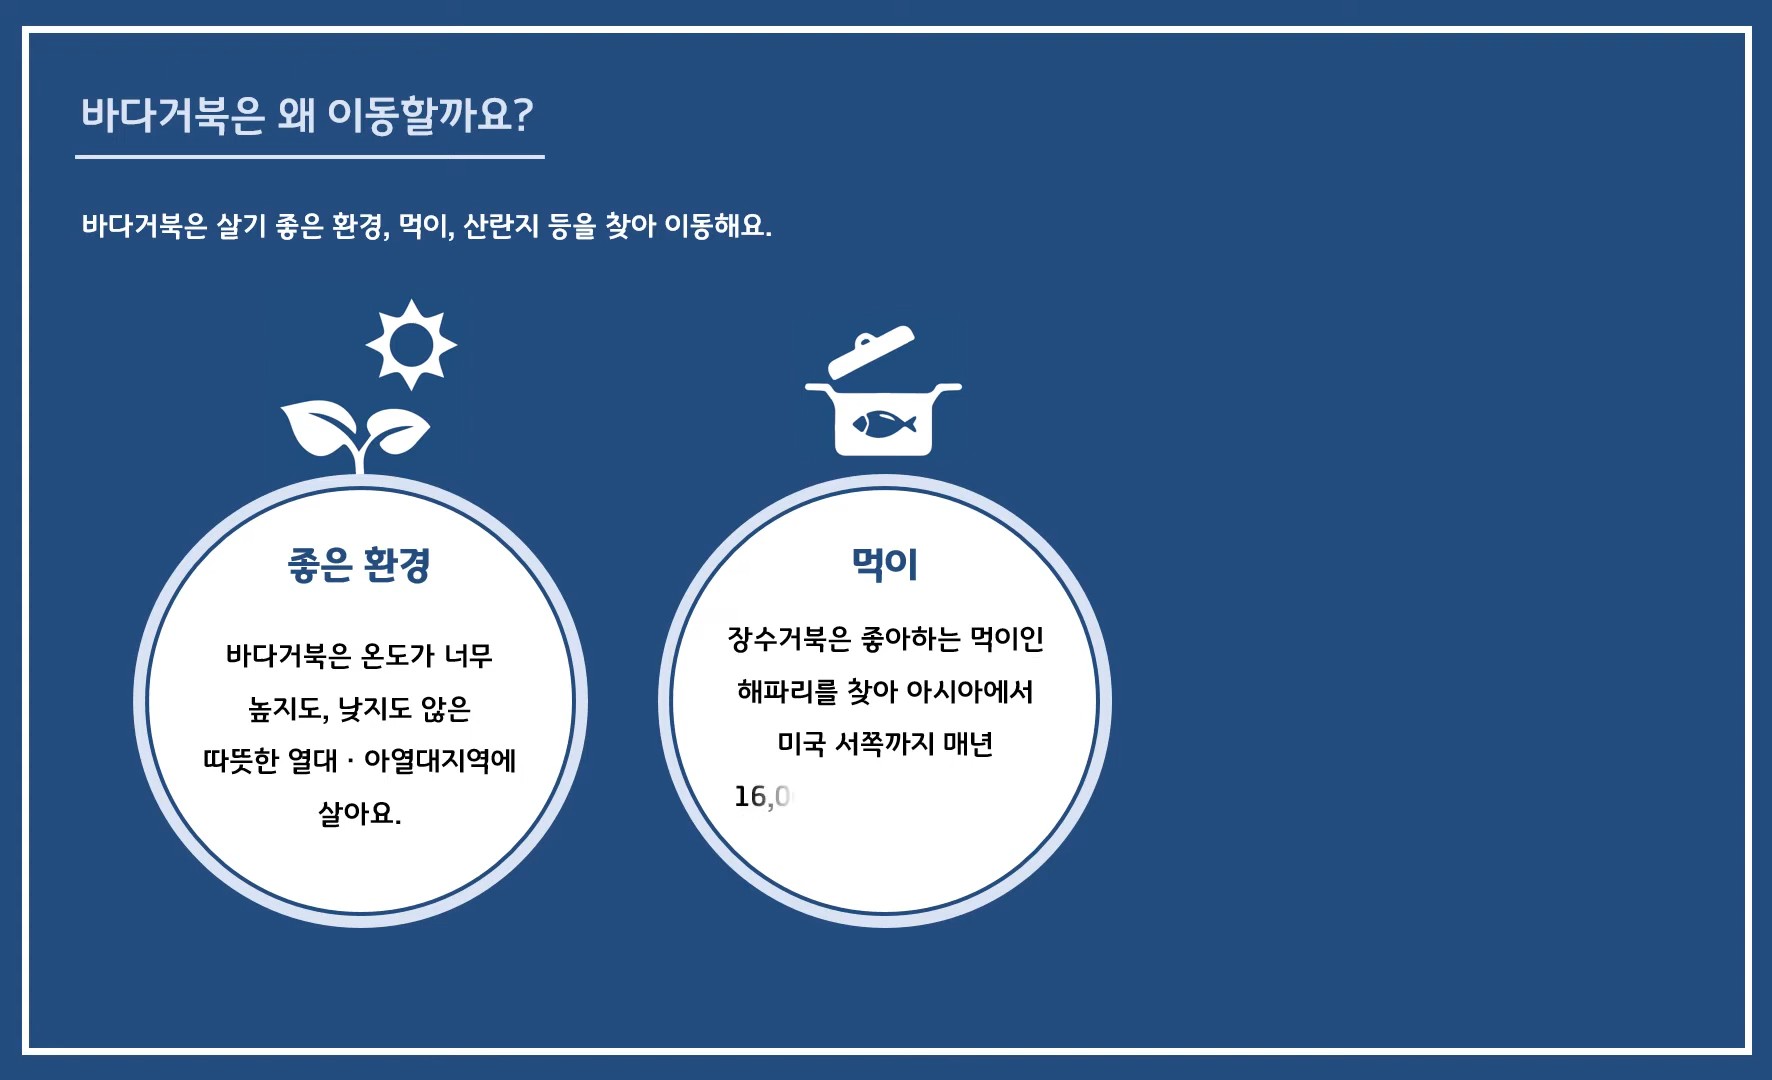 바다거북은 왜 이동할까요?
바다거북은 살기 좋은 환경, 먹이, 산란지 등을 찾아 이동해요.
좋은 환경
바다거북은 온도가 너무
높지도, 낮지도 않은
따뜻한 열대 · 아열대지역에
살아요.
먹이
장수거북은 좋아하는 먹이인
해파리를 찾아 아시아에서
미국 서쪽까지 매년